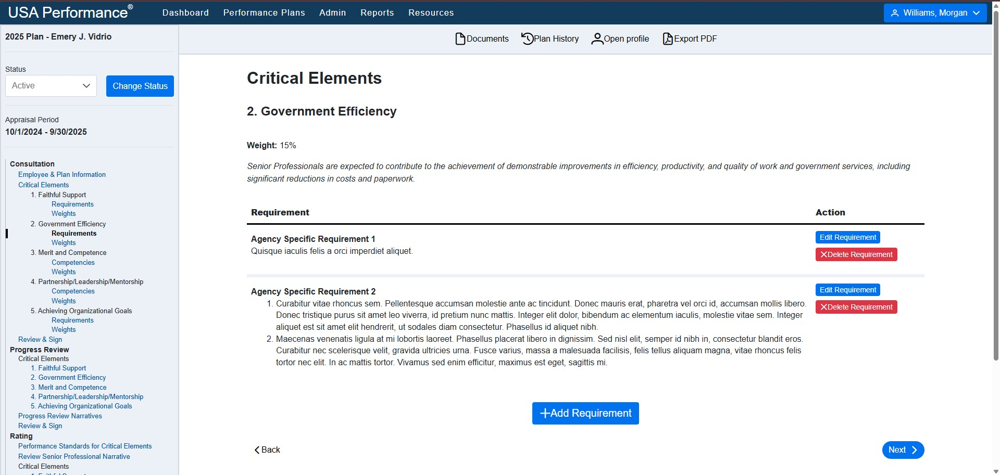 USA Performance®
Dashboard
Performance Plans
Admin
Reports
Resources
Williams, Morgan
2025 Plan - Emery J. Vidrio
Status
Active
Change Status
Appraisal Period
10/1/2024 - 9/30/2025
Consultation
Employee & Plan Information
Critical Elements
1. Faithful Support
Requirements
Weights
2. Government Efficiency
Requirements
Weights
3. Merit and Competence
Competencies
Weights
4. Partnership/Leadership/Mentorship
Competencies
Weights
5. Achieving Organizational Goals
Requirements
Weights
Review & Sign
Progress Review
Critical Elements
1. Faithful Support
2. Government Efficiency
3. Merit and Competence
4. Partnership/Leadership/Mentorship
5. Achieving Organizational Goals
Progress Review Narratives
Review & Sign
Rating
Performance Standards for Critical Elements
Review Senior Professional Narrative
Critical Elements
1. Faithful Support
Documents
Plan History
Open profile
Export PDF
Critical Elements
2. Government Efficiency
Weight: 15%
Senior Professionals are expected to contribute to the achievement of demonstrable improvements in efficiency, productivity, and quality of work and government services, including
significant reductions in costs and paperwork.
Requirement
Action
Agency Specific Requirement 1
Quisque iaculis felis a orci imperdiet aliquet.
Edit Requirement
Delete Requirement
Agency Specific Requirement 2
1. Curabitur vitae rhoncus sem. Pellentesque accumsan molestie ante ac tincidunt. Donec mauris erat, pharetra vel orci id, accumsan mollis libero.
Donec tristique purus sit amet leo viverra, id pretium nunc mattis. Integer elit dolor, bibendum ac elementum iaculis, molestie vitae sem. Integer
aliquet est sit amet elit hendrerit, ut sodales diam consectetur. Phasellus id aliquet nibh.
2. Maecenas venenatis ligula at mi lobortis laoreet. Phasellus placerat libero in dignissim. Sed nisl elit, semper id nibh in, consectetur blandit eros.
Curabitur nec scelerisque velit, gravida ultricies urna. Fusce varius, massa a malesuada facilisis, felis tellus aliquam magna, vitae rhoncus felis
tortor nec elit. In ac mattis tortor. Vivamus sed enim efficitur, maximus est eget, sagittis mi.
Edit Requirement
Delete Requirement
Add Requirement
Back
Next